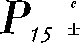 P₁₅ ᶜ ±